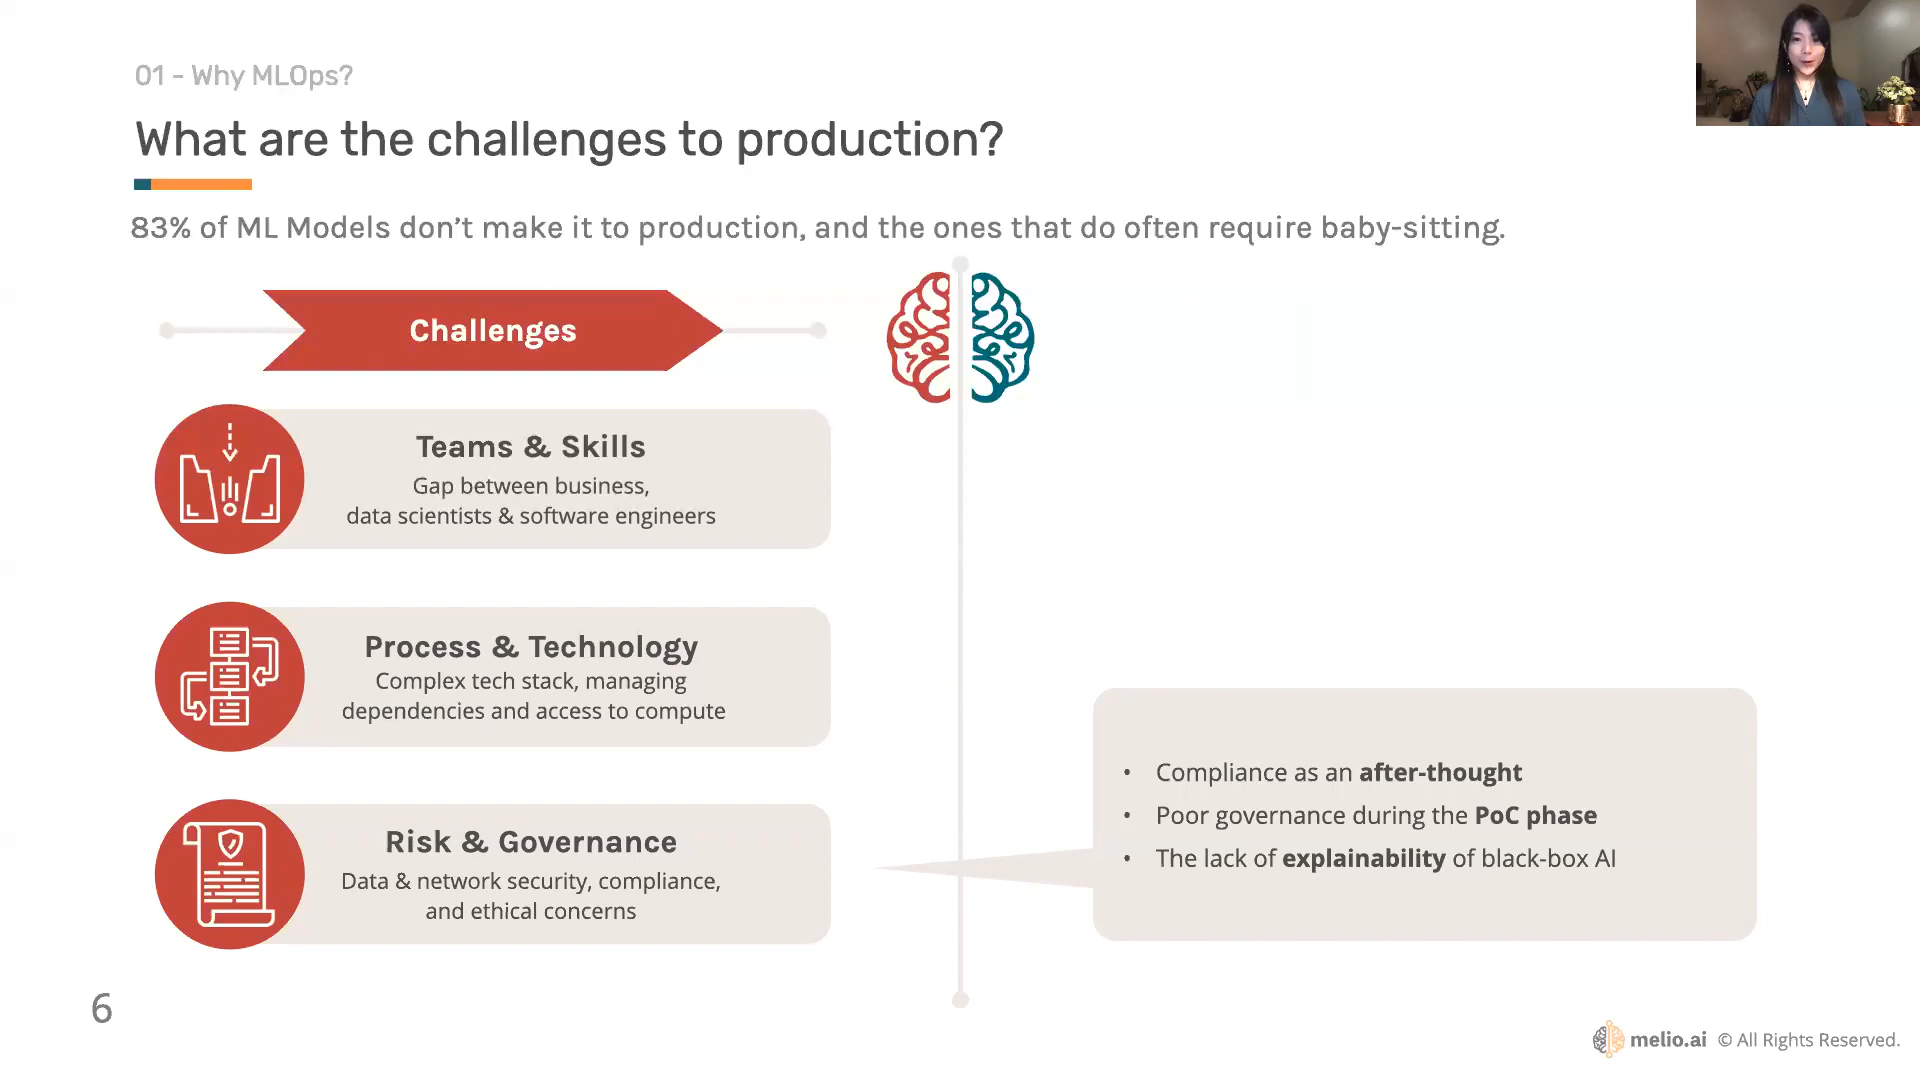 01 - Why MLOps?
What are the challenges to production?
83% of ML Models don’t make it to production, and the ones that do often require baby-sitting.
Challenges
Teams & Skills
Gap between business,
data scientists & software engineers
Process & Technology
Complex tech stack, managing
dependencies and access to compute
Risk & Governance
Data & network security, compliance,
and ethical concerns
• Compliance as an after-thought
• Poor governance during the PoC phase
• The lack of explainability of black-box AI
6
melio.ai © All Rights Reserved.